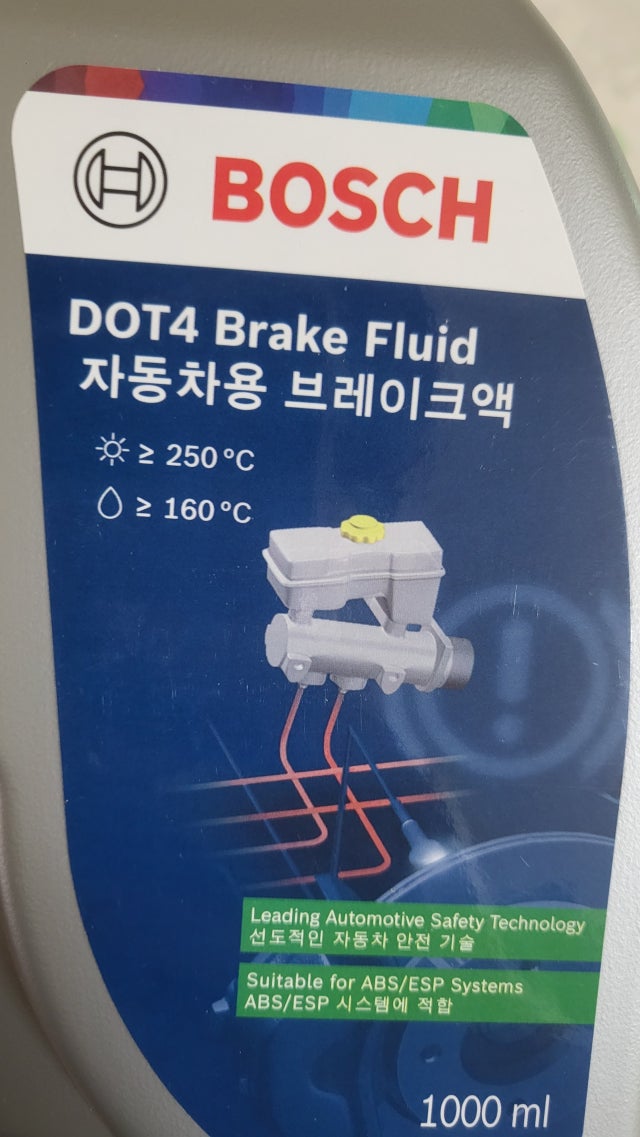 BOSCH
DOT4 Brake Fluid
자동차용 브레이크액
≥ 250 °C
≥ 160 °C
Leading Automotive Safety Technology
선도적인 자동차 안전 기술
Suitable for ABS/ESP Systems
ABS/ESP 시스템에 적합
1000 ml